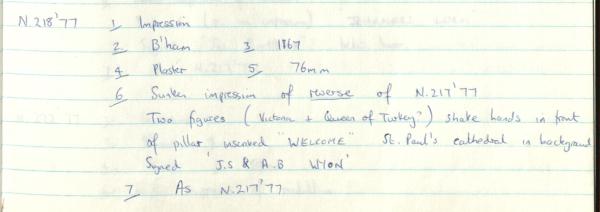 N.218'77 1 Impression
2 B'ham 3 1867
4 Plaster 5 76mm
6 Sunken impression of reverse of N.217'77
Two figures (Victoria + Queen of Turkey?) shake hands in front
of pillar inscribed "WELCOME" St. Paul's cathedral in background
Signed 'J.S & A.B WYON'
7 As N.217'77